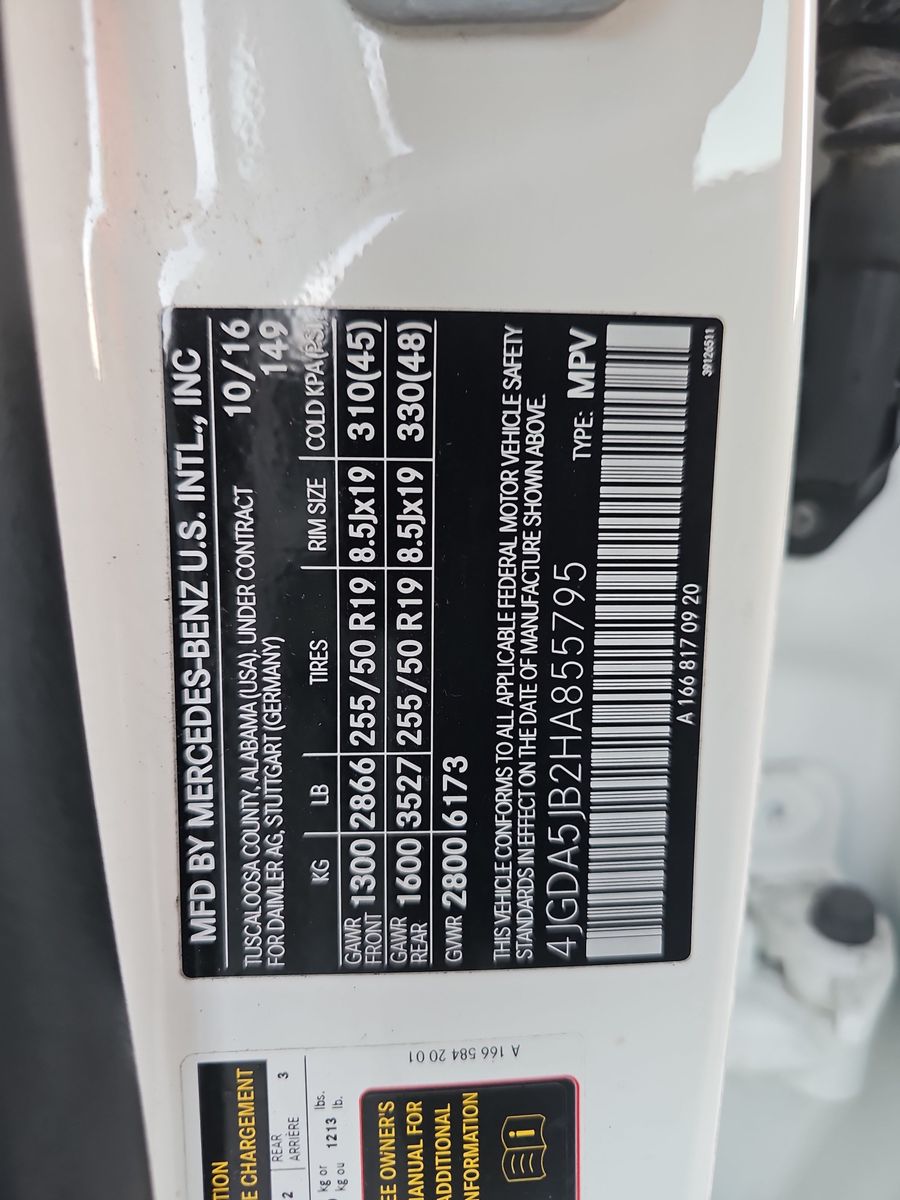 MFD BY MERCEDES-BENZ U.S. INTL., INC
TUSCALOOSA COUNTY, ALABAMA (USA), UNDER CONTRACT 10/16
FOR DAIMLER AG, STUTTGART (GERMANY) 149
KG LB TIRES RIM SIZE COLD KPA (PSI)
GAWR FRONT 1300 2866 255/50 R19 8.5Jx19 310(45)
GAWR REAR 1600 3527 255/50 R19 8.5Jx19 330(48)
GVWR 2800 6173
THIS VEHICLE CONFORMS TO ALL APPLICABLE FEDERAL MOTOR VEHICLE SAFETY
STANDARDS IN EFFECT ON THE DATE OF MANUFACTURE SHOWN ABOVE.
4JGDA5JB2HA855795 TYPE: MPV
A 166 817 09 20
39126511
A 166 584 20 01
TION
E CHARGEMENT
2 REAR 3
ARRIÈRE
kg or 1213 lbs.
kg ou lb.
EE OWNER'S
ANUAL FOR
ADDITIONAL
NFORMATION